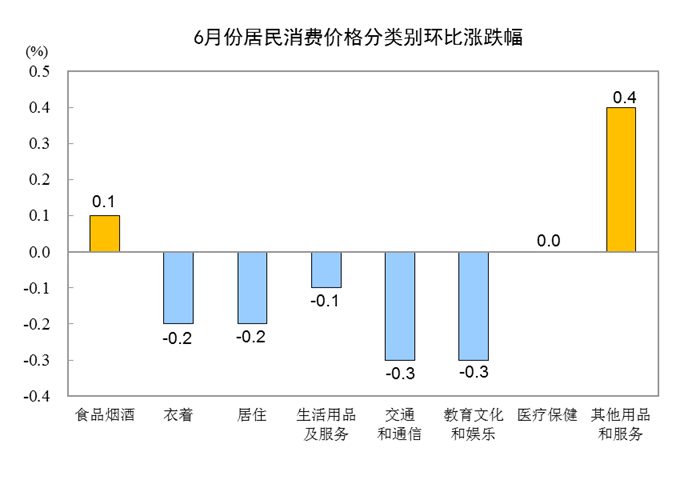 6月份居民消费价格分类别环比涨跌幅
(%)
0.5
0.4
0.3
0.2
0.1
0.0
-0.1
-0.2
-0.3
-0.4
0.1
-0.2
-0.2
-0.1
-0.3
-0.3
0.0
0.4
食品烟酒
衣着
居住
生活用品
及服务
交通
和通信
教育文化
和娱乐
医疗保健
其他用品
和服务